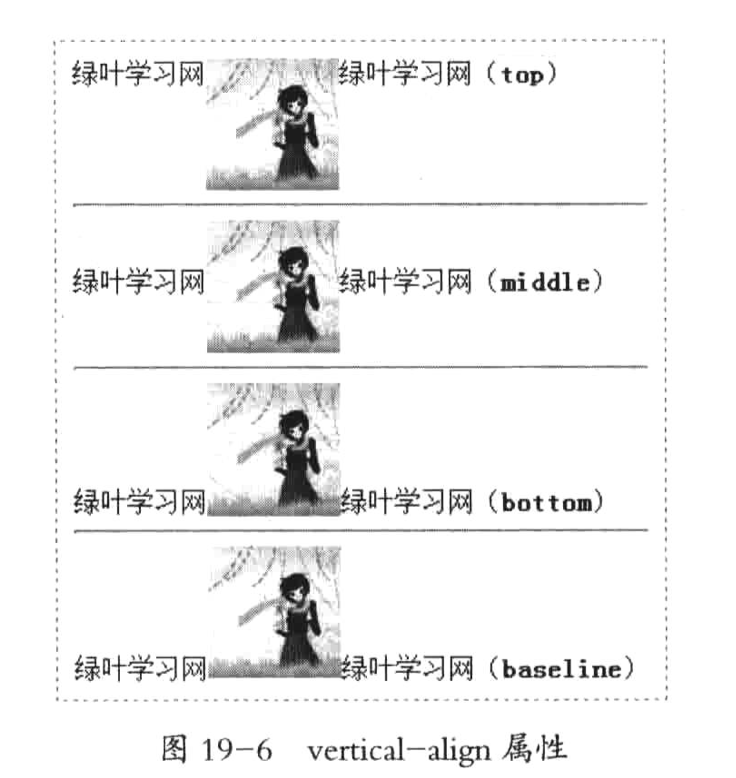 绿叶学习网 绿叶学习网（top）
绿叶学习网 绿叶学习网（middle）
绿叶学习网 绿叶学习网（bottom）
绿叶学习网 绿叶学习网（baseline）
图 19-6 vertical-align 属性